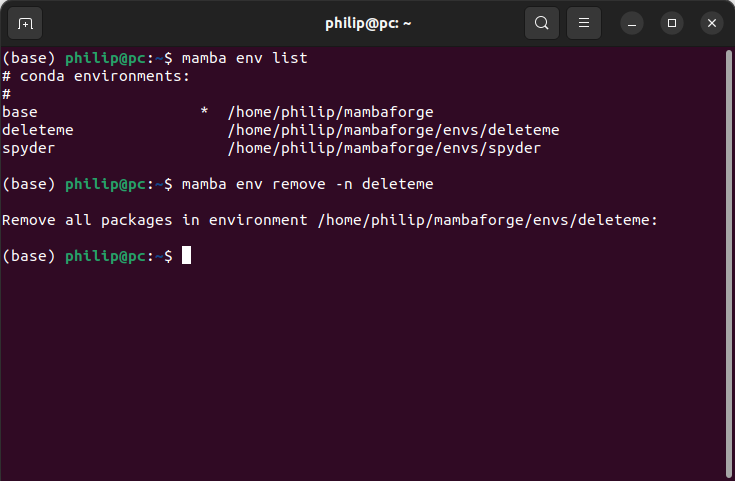 philip@pc: ~
(base) philip@pc:~$ mamba env list
# conda environments:
#
base                  *  /home/philip/mambaforge
deleteme                 /home/philip/mambaforge/envs/deleteme
spyder                   /home/philip/mambaforge/envs/spyder
(base) philip@pc:~$ mamba env remove -n deleteme
Remove all packages in environment /home/philip/mambaforge/envs/deleteme:
(base) philip@pc:~$